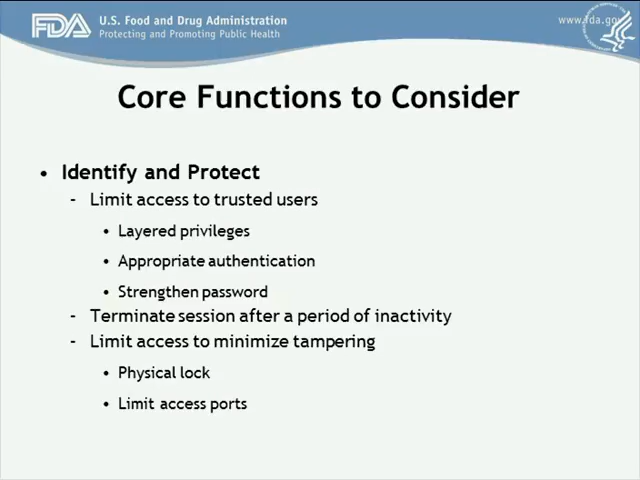 FDA U.S. Food and Drug Administration
Protecting and Promoting Public Health
www.fda.gov
Core Functions to Consider
• Identify and Protect
- Limit access to trusted users
• Layered privileges
• Appropriate authentication
• Strengthen password
- Terminate session after a period of inactivity
- Limit access to minimize tampering
• Physical lock
• Limit access ports